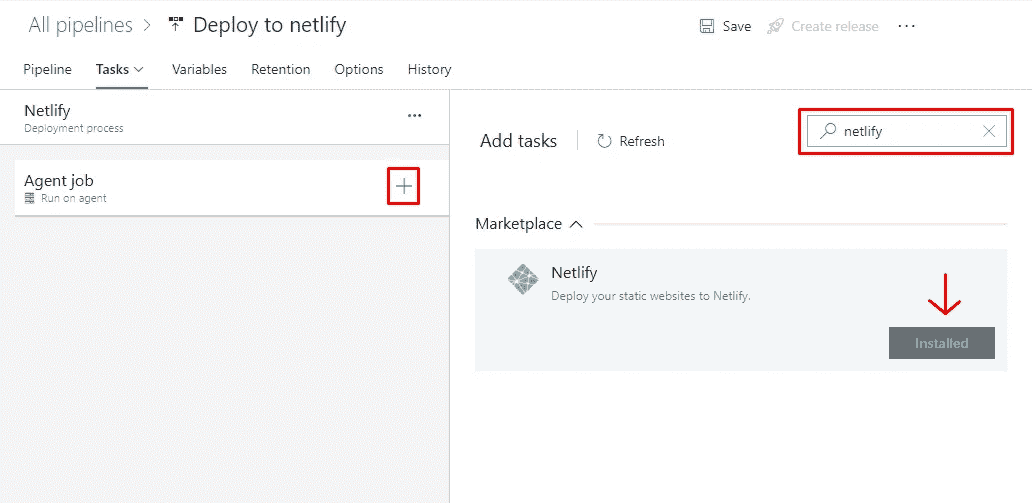 All pipelines > Deploy to netlify
Save Create release ...
Pipeline Tasks Variables Retention Options History
Netlify
Deployment process
Agent job
Run on agent
Add tasks Refresh
netlify
Marketplace
Netlify
Deploy your static websites to Netlify.
Installed